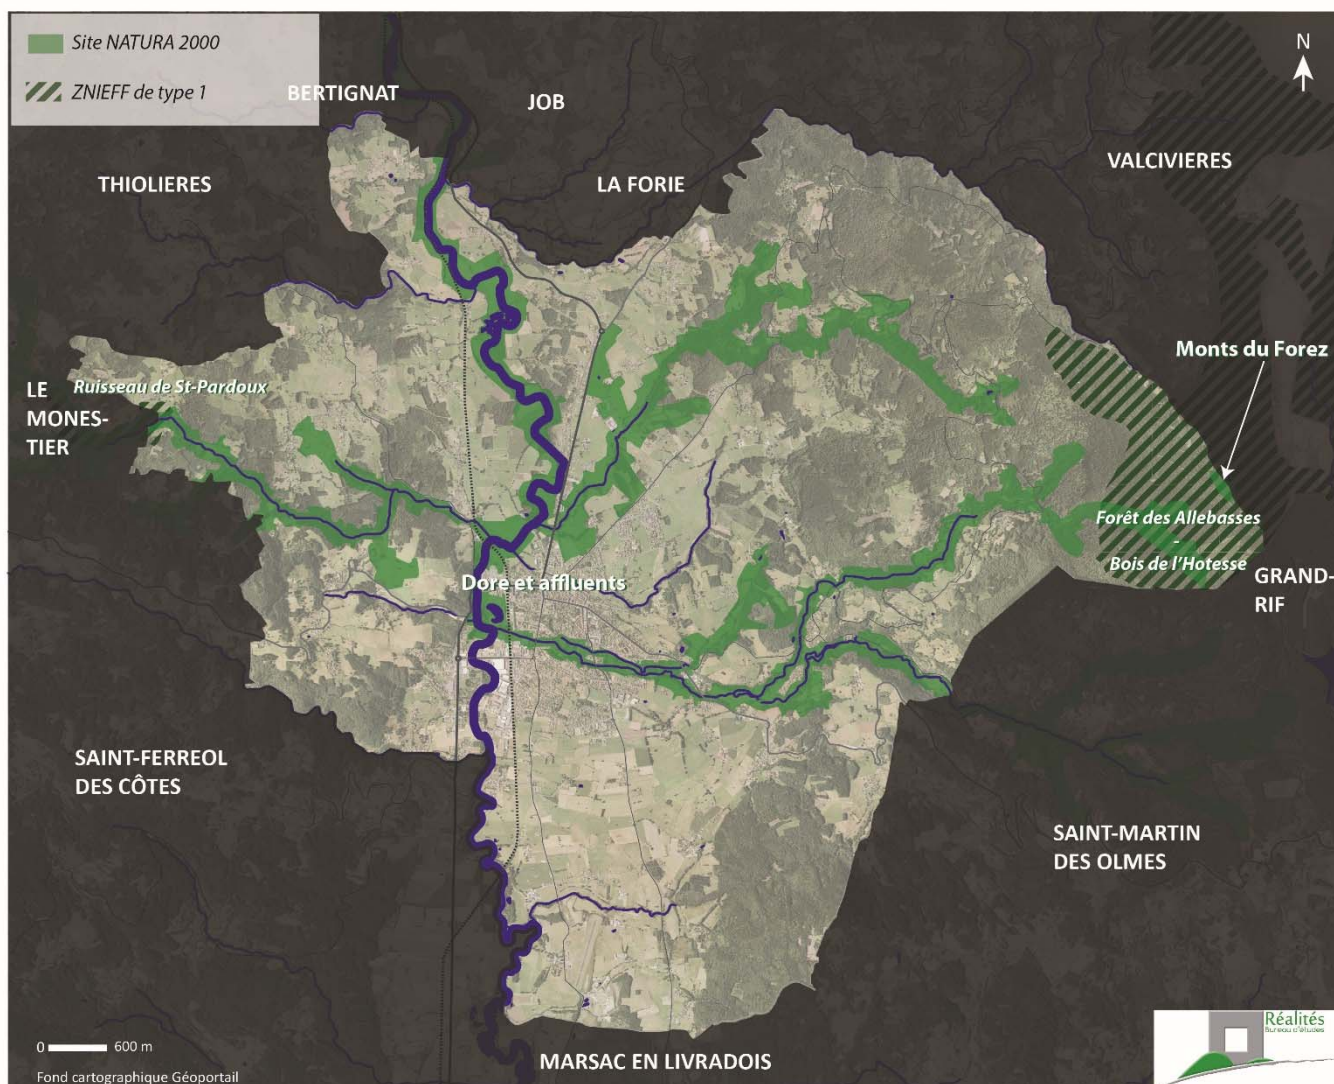 Site NATURA 2000
ZNIEFF de type 1
N
BERTIGNAT
JOB
THIOLIERES
LA FORIE
VALCIVIERES
Monts du Forez
LE
MONES-
TIER
Ruisseau de St-Pardoux
Forêt des Allebasses
-
Bois de l'Hotesse
Dore et affluents
GRAND-
RIF
SAINT-FERREOL
DES CÔTES
SAINT-MARTIN
DES OLMES
0 600 m
MARSAC EN LIVRADOIS
Fond cartographique Géoportail
Réalités
Bureau d'études